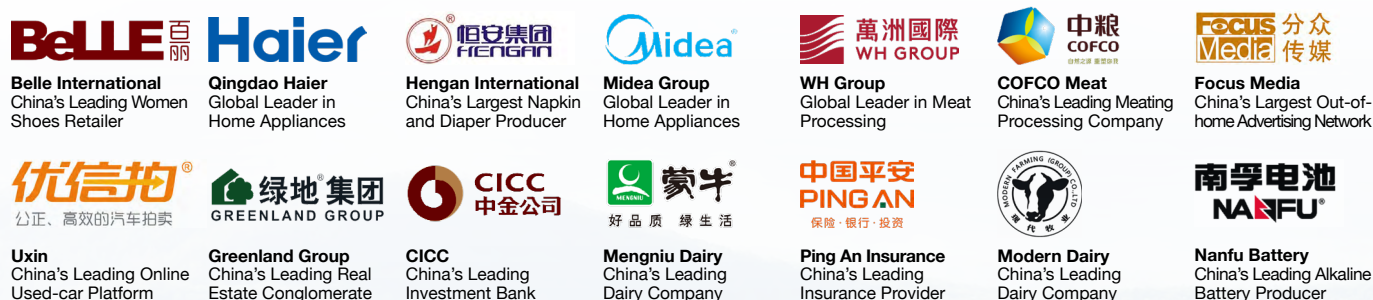 BeLLE 百丽
Haier
恒安集团
HENGAN
Midea
萬洲國際
WH GROUP
中粮
COFCO
自然之源 重塑你我
Focus 分众
Media 传媒
Belle International
China's Leading Women
Shoes Retailer
Qingdao Haier
Global Leader in
Home Appliances
Hengan International
China's Largest Napkin
and Diaper Producer
Midea Group
Global Leader in
Home Appliances
WH Group
Global Leader in Meat
Processing
COFCO Meat
China's Leading Meating
Processing Company
Focus Media
China's Largest Out-of-
home Advertising Network
优信拍®
公正、高效的汽车拍卖
绿地®集团
GREENLAND GROUP
CICC
中金公司
MENGNIU
蒙牛®
好品质 绿生活
中国平安
PING AN
保险·银行·投资
MODERN FARMING (GROUP) CO., LTD
现代牧业
南孚电池
NANFU®
Uxin
China's Leading Online
Used-car Platform
Greenland Group
China's Leading Real
Estate Conglomerate
CICC
China's Leading
Investment Bank
Mengniu Dairy
China's Leading
Dairy Company
Ping An Insurance
China's Leading
Insurance Provider
Modern Dairy
China's Leading
Dairy Company
Nanfu Battery
China's Leading Alkaline
Battery Producer